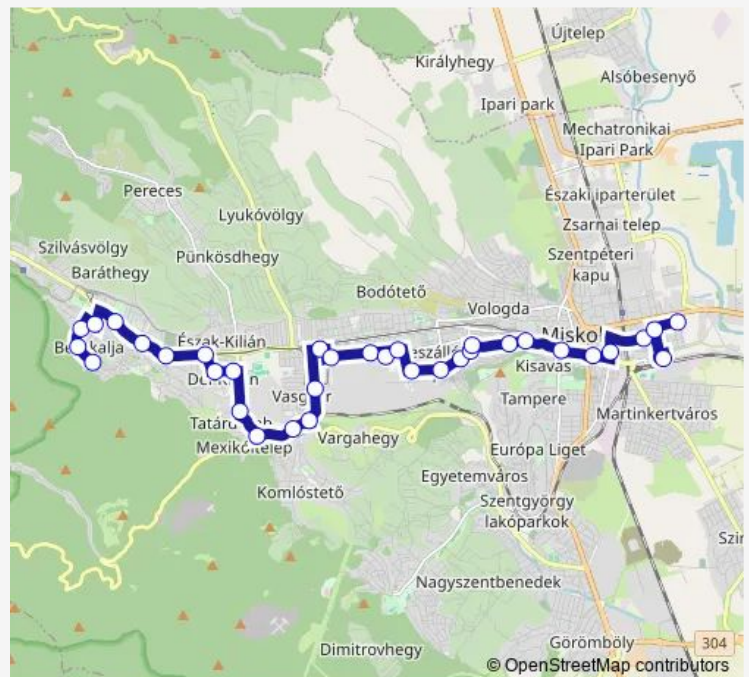 Újtelep
Királyhegy
Alsóbesenyő
Ipari park
Mechatronikai
Ipari Park
Pereces
Északi iparterület
Lyukóvölgy
Zsarnai telep
Szilvásvölgy
Pünkösdhegy
Szentpéteri
kapu
Baráthegy
Bodótető
Vologda
Miskol
Észak-Kilián
Kisavas
Tampere
Martinkertváros
Mexikótelep
Vargahegy
Európa Liget
Egyetemváros
Komlóstető
Szentgyörgy
lakóparkok
Szir
Nagyszentbenedek
Görömböly
304
Dimitrovhegy
© OpenStreetMap contributors